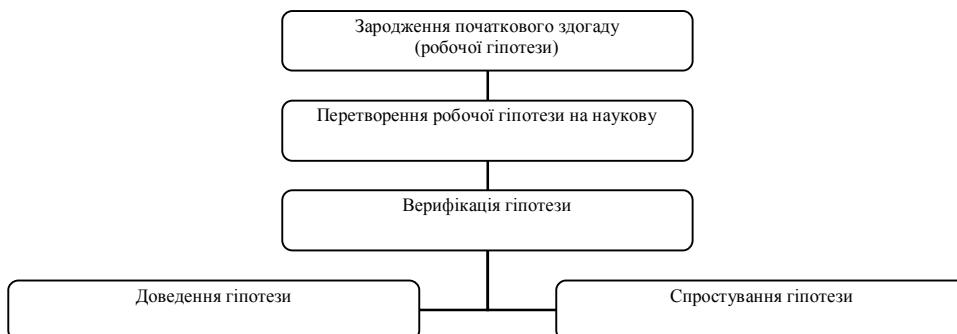 Зародження початкового здогаду
(робочої гіпотези)
Перетворення робочої гіпотези на наукову
Верифікація гіпотези
Доведення гіпотези
Спростування гіпотези